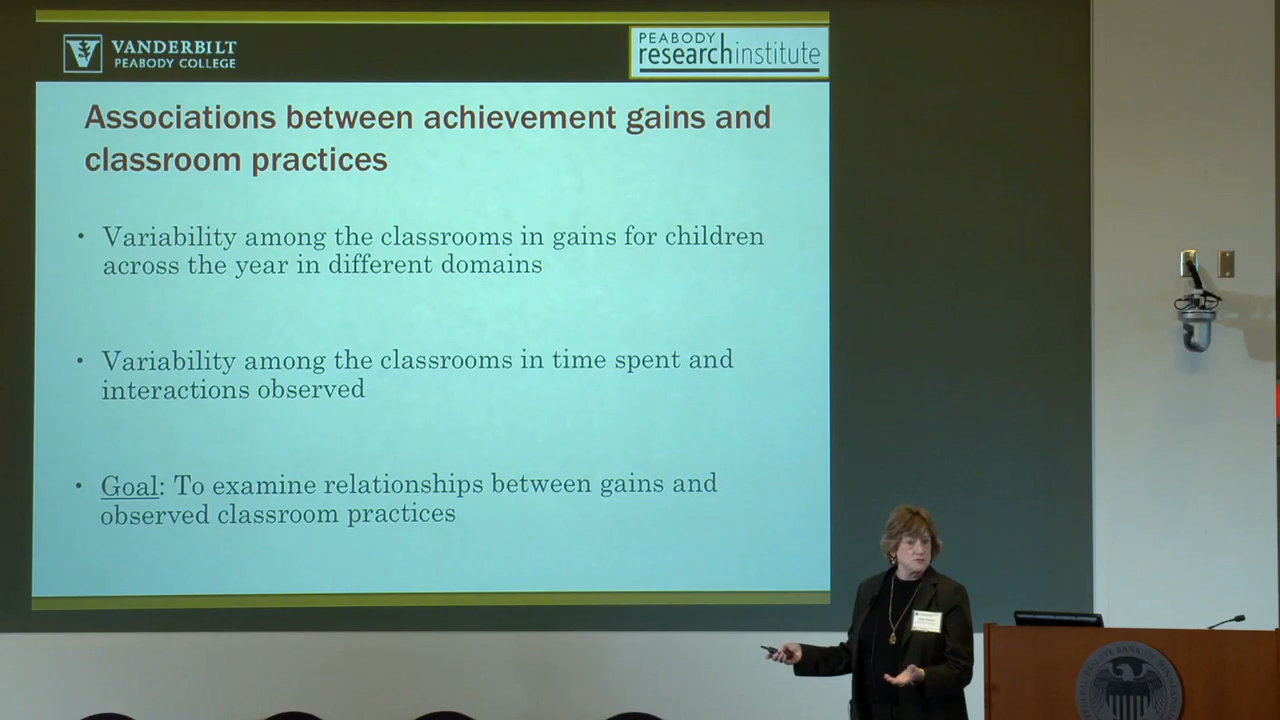 VANDERBILT
PEABODY COLLEGE
PEABODY
researchinstitute
Associations between achievement gains and
classroom practices
• Variability among the classrooms in gains for children
across the year in different domains
• Variability among the classrooms in time spent and
interactions observed
• Goal: To examine relationships between gains and
observed classroom practices